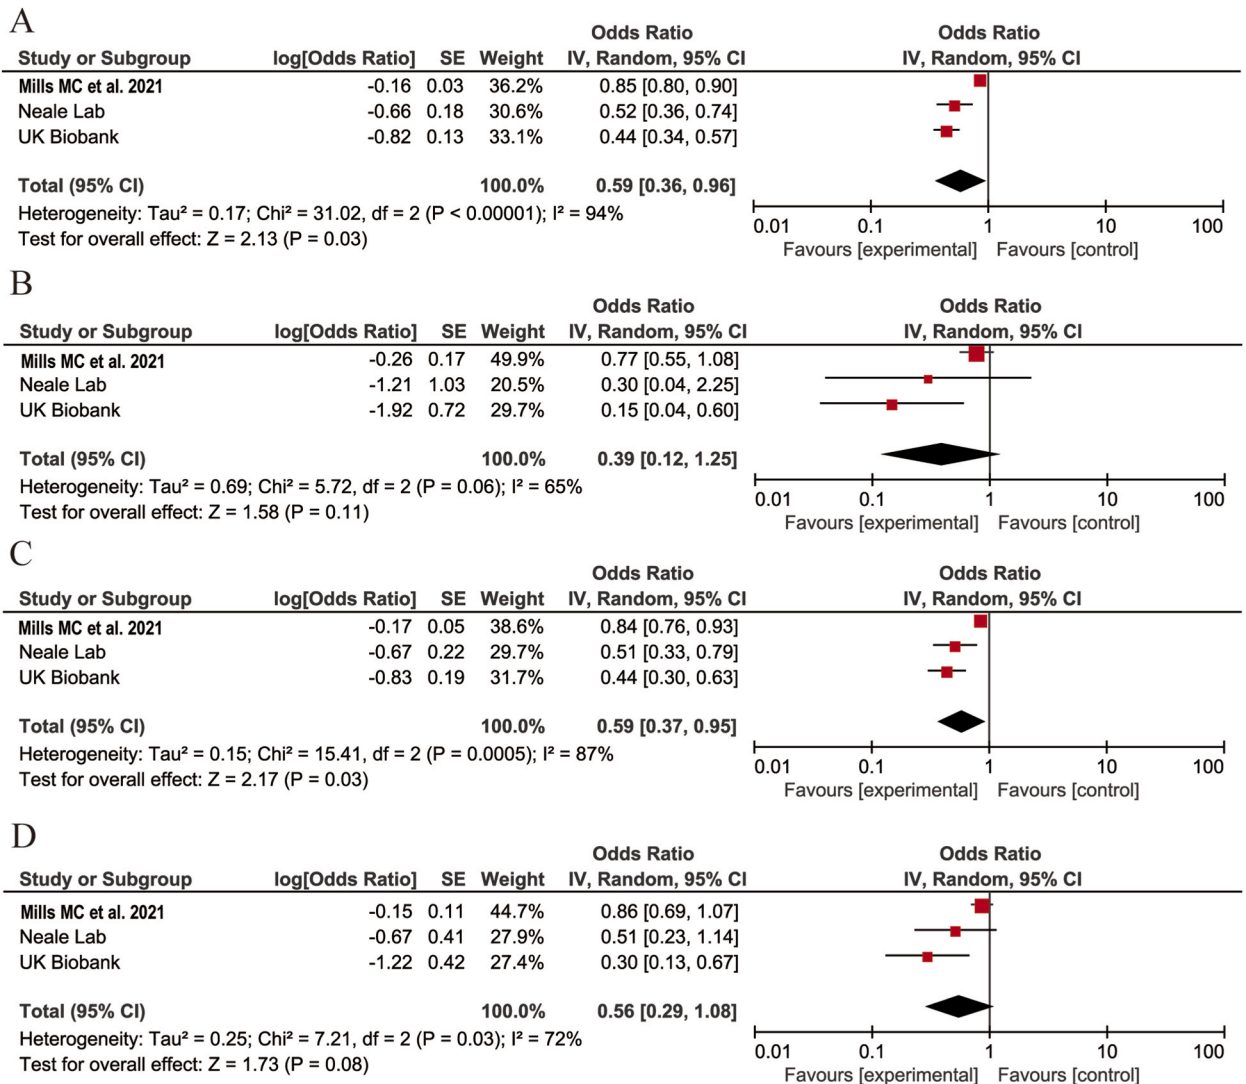 A
Odds Ratio Odds Ratio
Study or Subgroup log[Odds Ratio] SE Weight IV, Random, 95% CI IV, Random, 95% CI
Mills MC et al. 2021 -0.16 0.03 36.2% 0.85 [0.80, 0.90]
Neale Lab -0.66 0.18 30.6% 0.52 [0.36, 0.74]
UK Biobank -0.82 0.13 33.1% 0.44 [0.34, 0.57]
Total (95% CI) 100.0% 0.59 [0.36, 0.96]
Heterogeneity: Tau² = 0.17; Chi² = 31.02, df = 2 (P < 0.00001); I² = 94%
0.01 0.1 1 10 100
Test for overall effect: Z = 2.13 (P = 0.03)
Favours [experimental] Favours [control]
B
Odds Ratio Odds Ratio
Study or Subgroup log[Odds Ratio] SE Weight IV, Random, 95% CI IV, Random, 95% CI
Mills MC et al. 2021 -0.26 0.17 49.9% 0.77 [0.55, 1.08]
Neale Lab -1.21 1.03 20.5% 0.30 [0.04, 2.25]
UK Biobank -1.92 0.72 29.7% 0.15 [0.04, 0.60]
Total (95% CI) 100.0% 0.39 [0.12, 1.25]
Heterogeneity: Tau² = 0.69; Chi² = 5.72, df = 2 (P = 0.06); I² = 65%
0.01 0.1 1 10 100
Test for overall effect: Z = 1.58 (P = 0.11)
Favours [experimental] Favours [control]
C
Odds Ratio Odds Ratio
Study or Subgroup log[Odds Ratio] SE Weight IV, Random, 95% CI IV, Random, 95% CI
Mills MC et al. 2021 -0.17 0.05 38.6% 0.84 [0.76, 0.93]
Neale Lab -0.67 0.22 29.7% 0.51 [0.33, 0.79]
UK Biobank -0.83 0.19 31.7% 0.44 [0.30, 0.63]
Total (95% CI) 100.0% 0.59 [0.37, 0.95]
Heterogeneity: Tau² = 0.15; Chi² = 15.41, df = 2 (P = 0.0005); I² = 87%
0.01 0.1 1 10 100
Test for overall effect: Z = 2.17 (P = 0.03)
Favours [experimental] Favours [control]
D
Odds Ratio Odds Ratio
Study or Subgroup log[Odds Ratio] SE Weight IV, Random, 95% CI IV, Random, 95% CI
Mills MC et al. 2021 -0.15 0.11 44.7% 0.86 [0.69, 1.07]
Neale Lab -0.67 0.41 27.9% 0.51 [0.23, 1.14]
UK Biobank -1.22 0.42 27.4% 0.30 [0.13, 0.67]
Total (95% CI) 100.0% 0.56 [0.29, 1.08]
Heterogeneity: Tau² = 0.25; Chi² = 7.21, df = 2 (P = 0.03); I² = 72%
0.01 0.1 1 10 100
Test for overall effect: Z = 1.73 (P = 0.08)
Favours [experimental] Favours [control]